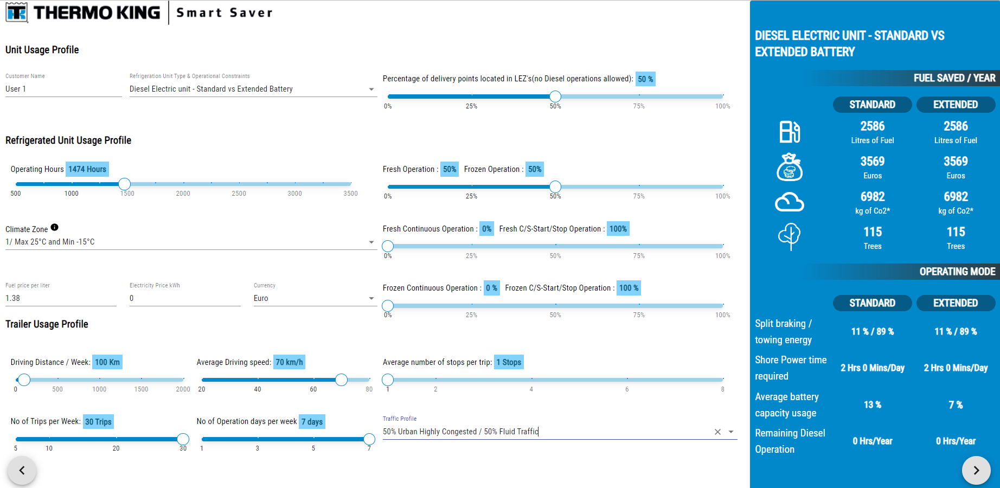 THERMO KING | Smart Saver
Unit Usage Profile
Customer Name
User 1
Refrigeration Unit Type & Operational Constraints
Diesel Electric unit - Standard vs Extended Battery
Percentage of delivery points located in LEZ's(no Diesel operations allowed): 50 %
0% 25% 50% 75% 100%
Refrigerated Unit Usage Profile
Operating Hours 1474 Hours
500 1000 1500 2000 2500 3000 3500
Fresh Operation : 50% Frozen Operation : 50%
0% 25% 50% 75% 100%
Climate Zone
1/ Max 25°C and Min -15°C
Fresh Continuous Operation : 0% Fresh C/S-Start/Stop Operation : 100%
0% 25% 50% 75% 100%
Fuel price per liter
1.38
Electricity Price kWh
0
Currency
Euro
Frozen Continuous Operation : 0 % Frozen C/S-Start/Stop Operation : 100 %
0% 25% 50% 75% 100%
Trailer Usage Profile
Driving Distance / Week: 100 Km
0 500 1000 1500 2000
Average Driving speed: 70 km/h
20 40 60 80
Average number of stops per trip: 1 Stops
1 2 4 6 8
No of Trips per Week: 30 Trips
5 10 20 30
No of Operation days per week 7 days
1 3 5 7
Traffic Profile
50% Urban Highly Congested / 50% Fluid Traffic
DIESEL ELECTRIC UNIT - STANDARD VS
EXTENDED BATTERY
FUEL SAVED / YEAR
STANDARD EXTENDED
2586 2586
Litres of Fuel Litres of Fuel
3569 3569
Euros Euros
6982 6982
kg of Co2* kg of Co2*
115 115
Trees Trees
OPERATING MODE
STANDARD EXTENDED
Split braking /
towing energy
11 % / 89 % 11 % / 89 %
Shore Power time
required
2 Hrs 0 Mins/Day 2 Hrs 0 Mins/Day
Average battery
capacity usage
13 % 7 %
Remaining Diesel
Operation
0 Hrs/Year 0 Hrs/Year